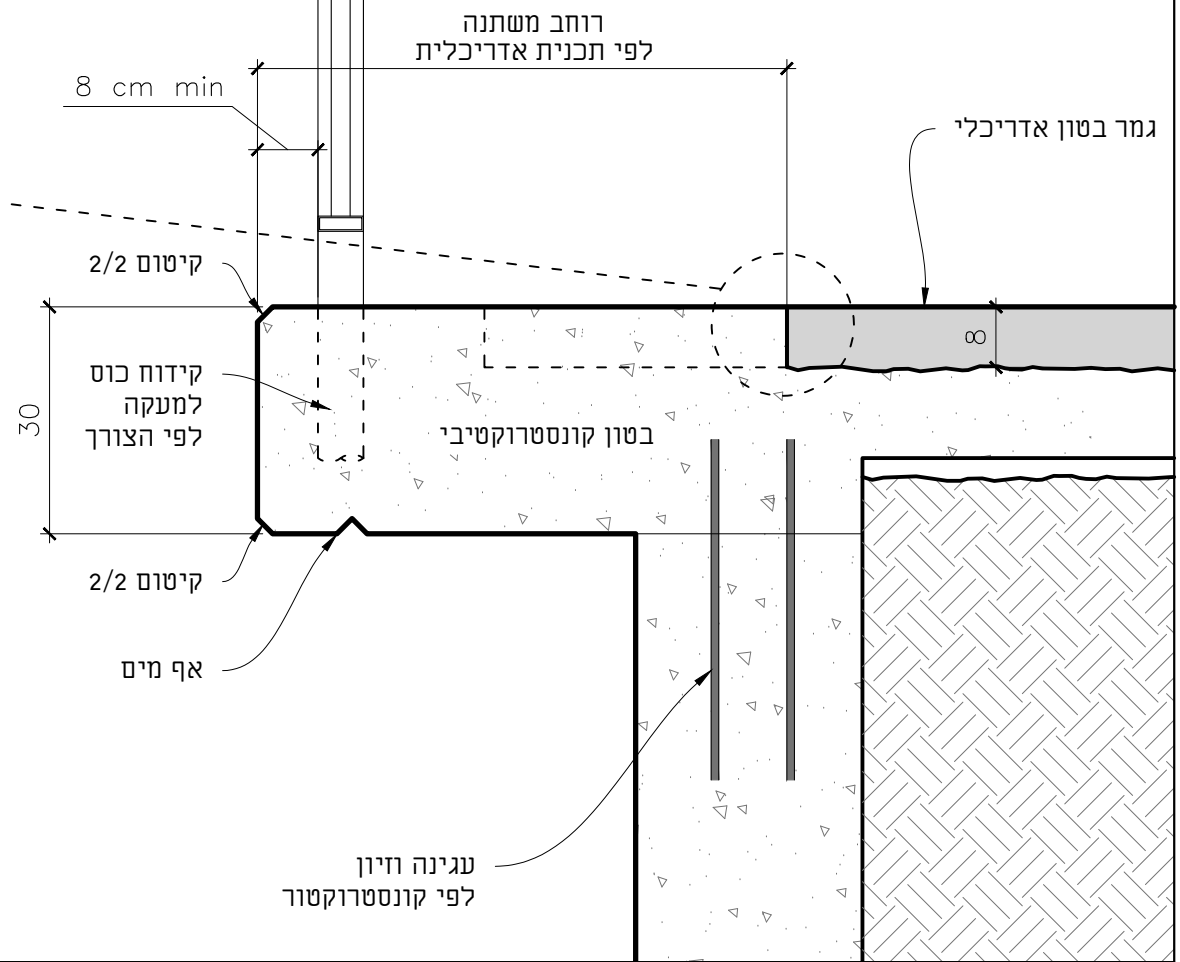 רוחב משתנה
לפי תכנית אדריכלית
8 cm min
גמר בטון אדריכלי
קיטום 2/2
8
קידוח כוס
למעקה
לפי הצורך
30
בטון קונסטרוקטיבי
קיטום 2/2
אף מים
עגינה וזיון
לפי קונסטרוקטור